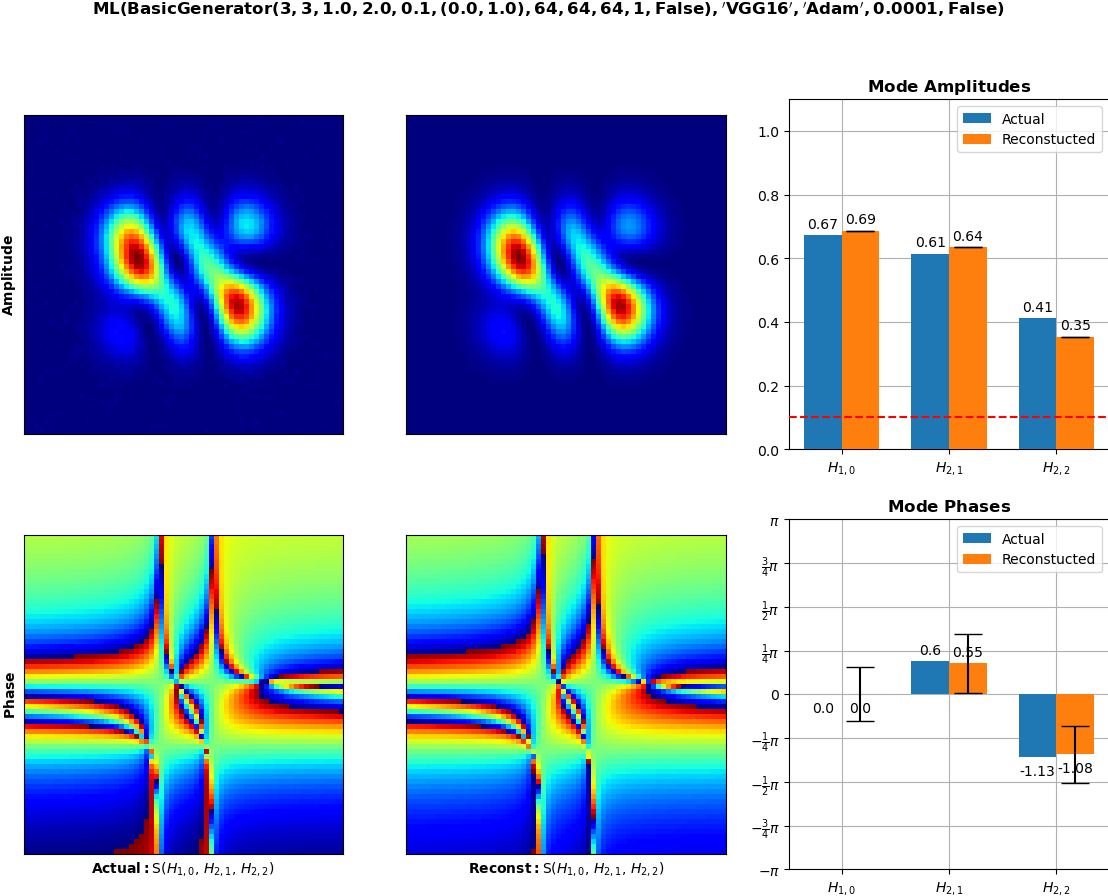 ML(BasicGenerator(3, 3, 1.0, 2.0, 0.1, (0.0, 1.0), 64, 64, 64, 1, False), ′VGG16′, ′Adam′, 0.0001, False)
Amplitude
Mode Amplitudes
Actual
Reconstucted
1.0
0.8
0.6
0.4
0.2
0.0
0.67
0.69
0.61
0.64
0.41
0.35
H1, 0
H2, 1
H2, 2
Phase
Actual: S(H1, 0, H2, 1, H2, 2)
Reconst: S(H1, 0, H2, 1, H2, 2)
Mode Phases
Actual
Reconstucted
π
3/4π
1/2π
1/4π
0
−1/4π
−1/2π
−3/4π
−π
0.0
0.0
0.6
0.55
-1.13
-1.08
H1, 0
H2, 1
H2, 2